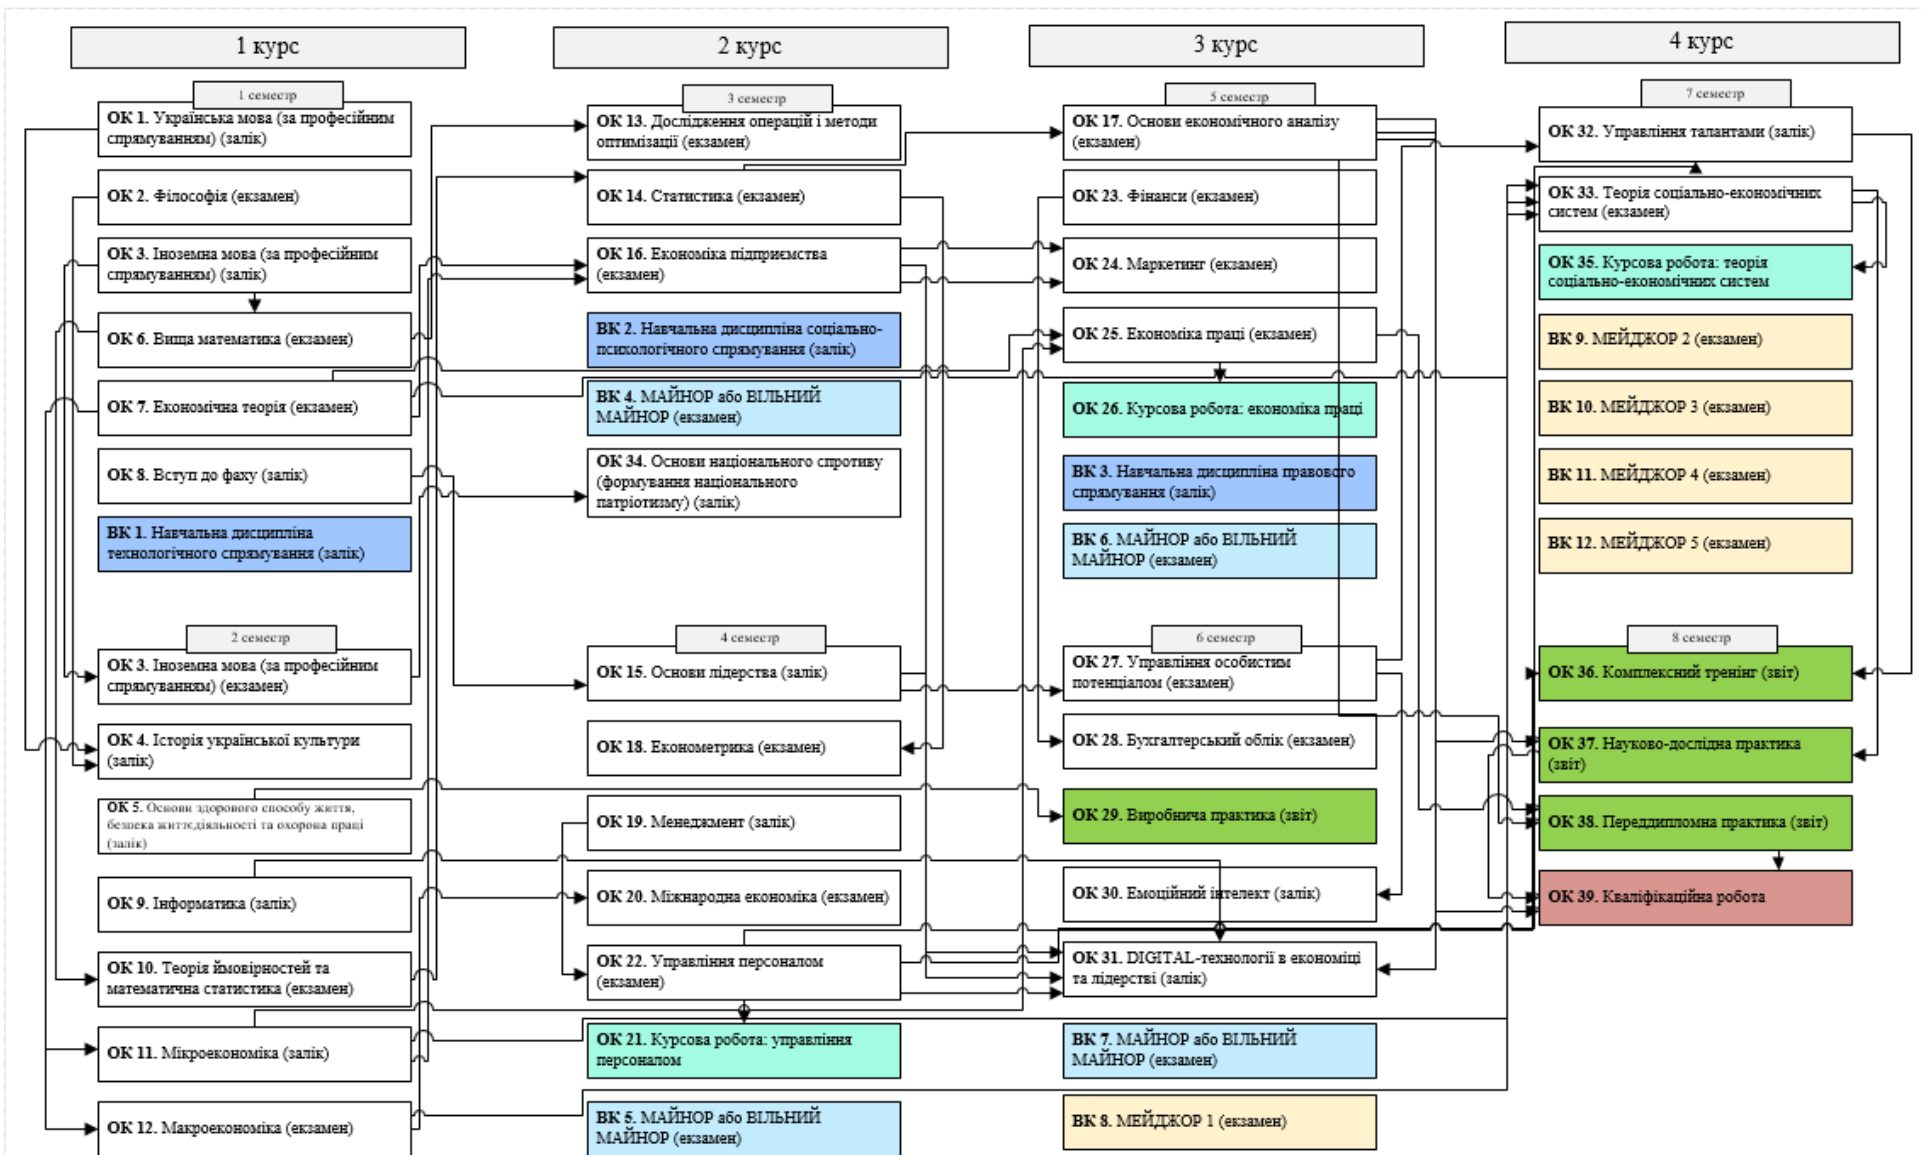 1 курс
1 семестр
ОК 1. Українська мова (за професійним
спрямуванням) (залік)
ОК 2. Філософія (екзамен)
ОК 3. Іноземна мова (за професійним
спрямуванням) (залік)
ОК 6. Вища математика (екзамен)
ОК 7. Економічна теорія (екзамен)
ОК 8. Вступ до фаху (залік)
ВК 1. Навчальна дисципліна
технологічного спрямування (залік)
2 семестр
ОК 3. Іноземна мова (за професійним
спрямуванням) (екзамен)
ОК 4. Історія української культури
(залік)
ОК 5. Основи здорового способу життя,
безпека життєдіяльності та охорона праці
(залік)
ОК 9. Інформатика (залік)
ОК 10. Теорія ймовірностей та
математична статистика (екзамен)
ОК 11. Мікроекономіка (залік)
ОК 12. Макроекономіка (екзамен)
2 курс
3 семестр
ОК 13. Дослідження операцій і методи
оптимізації (екзамен)
ОК 14. Статистика (екзамен)
ОК 16. Економіка підприємства
(екзамен)
ВК 2. Навчальна дисципліна соціально-
психологічного спрямування (залік)
ВК 4. МАЙНОР або ВІЛЬНИЙ
МАЙНОР (екзамен)
ОК 34. Основи національного спротиву
(формування національного
патріотизму) (залік)
4 семестр
ОК 15. Основи лідерства (залік)
ОК 18. Економетрика (екзамен)
ОК 19. Менеджмент (залік)
ОК 20. Міжнародна економіка (екзамен)
ОК 22. Управління персоналом
(екзамен)
ОК 21. Курсова робота: управління
персоналом
ВК 5. МАЙНОР або ВІЛЬНИЙ
МАЙНОР (екзамен)
3 курс
5 семестр
ОК 17. Основи економічного аналізу
(екзамен)
ОК 23. Фінанси (екзамен)
ОК 24. Маркетинг (екзамен)
ОК 25. Економіка праці (екзамен)
ОК 26. Курсова робота: економіка праці
ВК 3. Навчальна дисципліна правового
спрямування (залік)
ВК 6. МАЙНОР або ВІЛЬНИЙ
МАЙНОР (екзамен)
6 семестр
ОК 27. Управління особистим
потенціалом (екзамен)
ОК 28. Бухгалтерський облік (екзамен)
ОК 29. Виробнича практика (звіт)
ОК 30. Емоційний інтелект (залік)
ОК 31. DIGITAL-технології в економіці
та лідерстві (залік)
ВК 7. МАЙНОР або ВІЛЬНИЙ
МАЙНОР (екзамен)
ВК 8. МЕЙДЖОР 1 (екзамен)
4 курс
7 семестр
ОК 32. Управління талантами (залік)
ОК 33. Теорія соціально-економічних
систем (екзамен)
ОК 35. Курсова робота: теорія
соціально-економічних систем
ВК 9. МЕЙДЖОР 2 (екзамен)
ВК 10. МЕЙДЖОР 3 (екзамен)
ВК 11. МЕЙДЖОР 4 (екзамен)
ВК 12. МЕЙДЖОР 5 (екзамен)
8 семестр
ОК 36. Комплексний тренінг (звіт)
ОК 37. Науково-дослідна практика
(звіт)
ОК 38. Переддипломна практика (звіт)
ОК 39. Кваліфікаційна робота